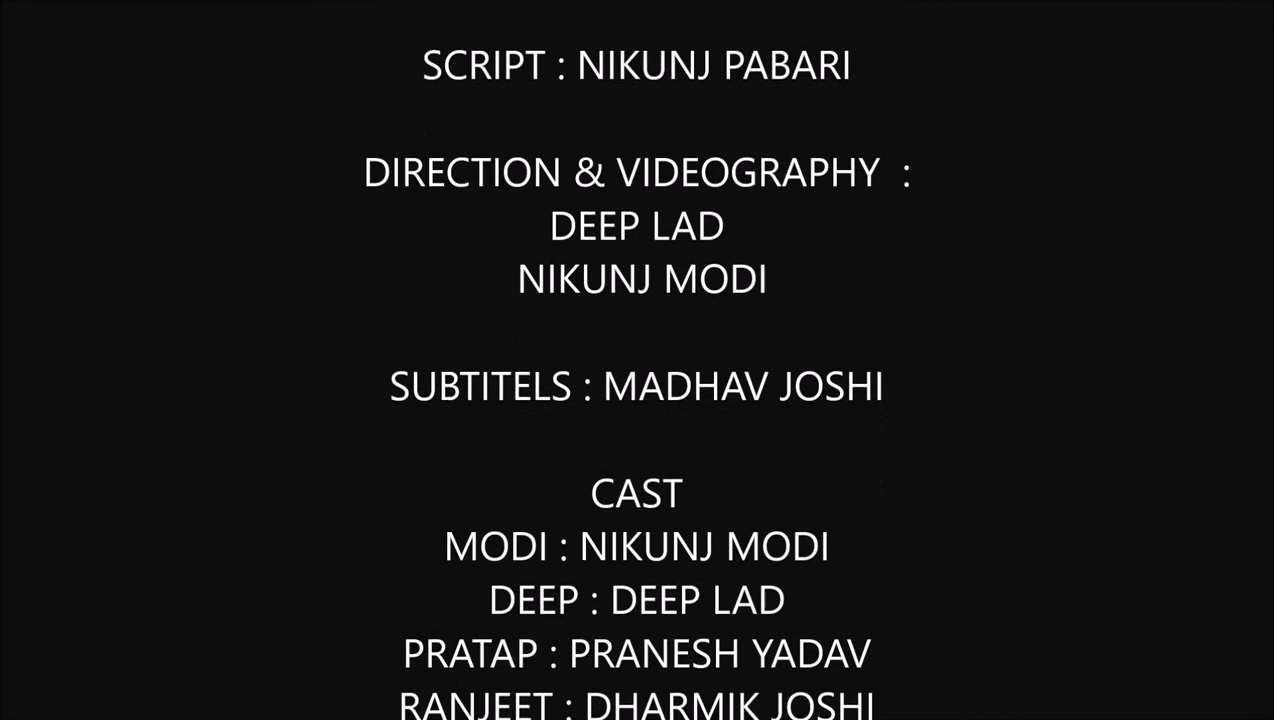 SCRIPT : NIKUNJ PABARI
DIRECTION & VIDEOGRAPHY :
DEEP LAD
NIKUNJ MODI
SUBTITELS : MADHAV JOSHI
CAST
MODI : NIKUNJ MODI
DEEP : DEEP LAD
PRATAP : PRANESH YADAV
RANJEET : DHARMIK JOSHI